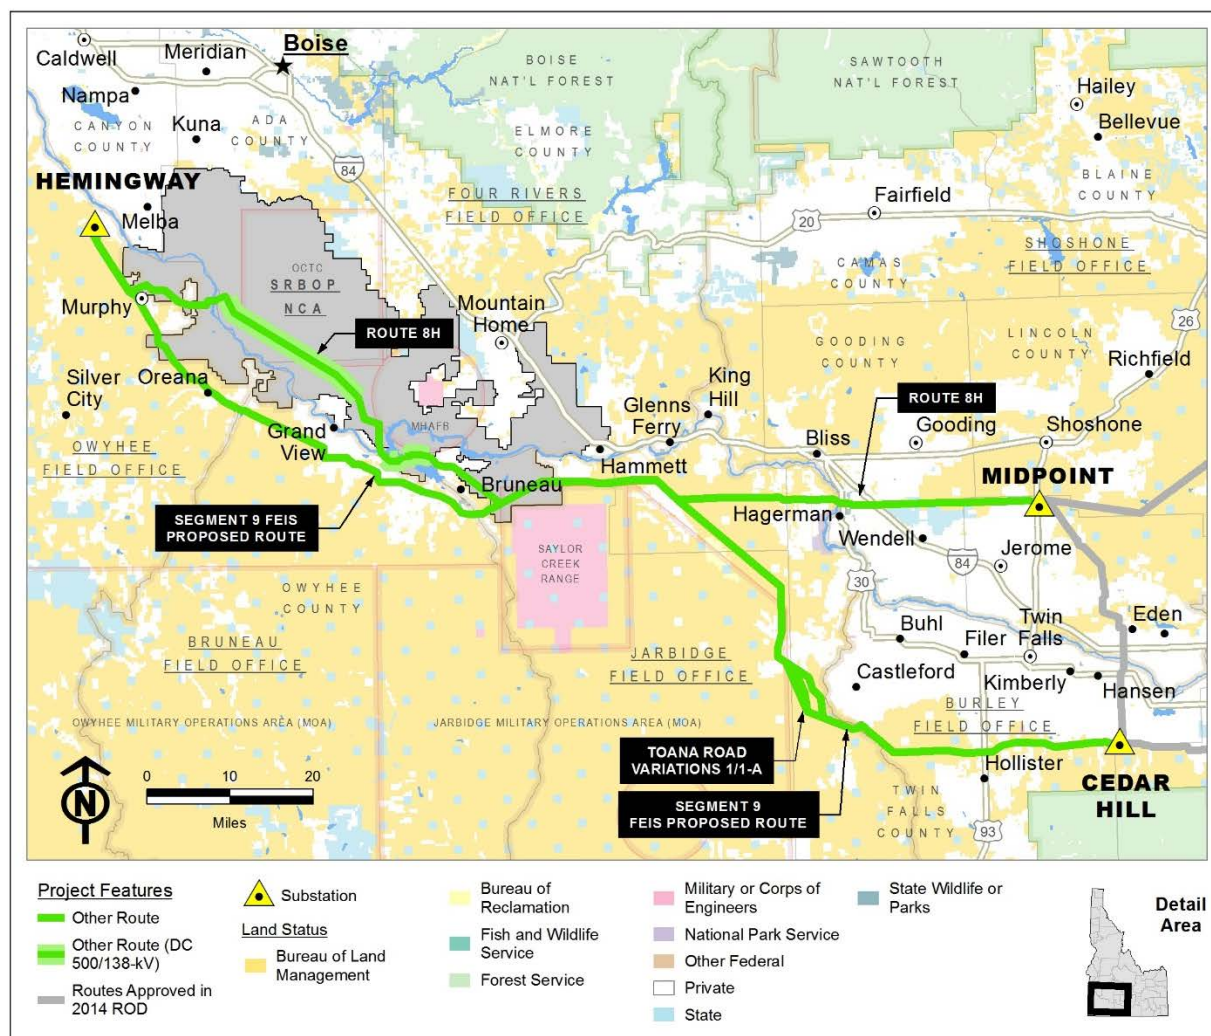 Caldwell
Meridian
Boise
Nampa
CANYON
COUNTY
Kuna
ADA
COUNTY
84
BOISE
NAT'L FOREST
ELMORE
COUNTY
SAWTOOTH
NAT'L FOREST
Hailey
Bellevue
BLAINE
COUNTY
HEMINGWAY
Melba
FOUR RIVERS
FIELD OFFICE
20
Fairfield
CAMAS
COUNTY
SHOSHONE
FIELD OFFICE
OCTC
SRBOP
NCA
Murphy
ROUTE 8H
Mountain
Home
GOODING
COUNTY
LINCOLN
COUNTY
26
Richfield
Silver
City
Oreana
OWYHEE
FIELD OFFICE
Grand
View
MHAFB
King
Hill
Glenns
Ferry
Hammett
Bliss
ROUTE 8H
Gooding
Shoshone
MIDPOINT
Bruneau
SEGMENT 9 FEIS
PROPOSED ROUTE
SAYLOR
CREEK
RANGE
Hagerman
Wendell
84
Jerome
30
OWYHEE
COUNTY
BRUNEAU
FIELD OFFICE
JARBIDGE
FIELD OFFICE
Buhl
Filer
Twin
Falls
Eden
Castleford
Kimberly
Hansen
BURLEY
FIELD OFFICE
OWYHEE MILITARY OPERATIONS AREA (MOA)
JARBIDGE MILITARY OPERATIONS AREA (MOA)
TOANA ROAD
VARIATIONS 1/1-A
SEGMENT 9
FEIS PROPOSED ROUTE
Hollister
TWIN
FALLS
COUNTY
93
CEDAR
HILL
N
0 10 20
Miles
Project Features
Other Route
Other Route (DC
500/138-kV)
Routes Approved in
2014 ROD
Substation
Land Status
Bureau of Land
Management
Bureau of
Reclamation
Fish and Wildlife
Service
Forest Service
Military or Corps of
Engineers
National Park Service
Other Federal
Private
State
State Wildlife or
Parks
Detail
Area